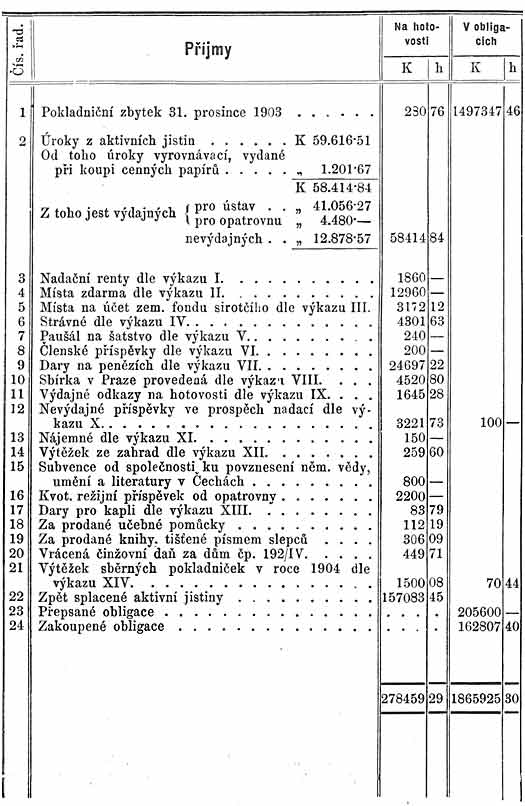 Čís. řad.
Příjmy
Na hoto-
vosti
V obliga-
cích
K h K h
1 Pokladniční zbytek 31. prosince 1903 . . . . . . 280 76 1497347 46
2 Úroky z aktivních jistin . . . . . . K 59.616·51
Od toho úroky vyrovnávací, vydané
při koupi cenných papírů . . . . . „ 1.201·67
K 58.414·84
Z toho jest výdajných { pro ústav . . „ 41.056·27
pro opatrovnu „ 4.480·—
nevýdajných . . „ 12.878·57 58414 84
3 Nadační renty dle výkazu I. . . . . . . . . . . 1860 —
4 Místa zdarma dle výkazu II. . . . . . . . . . . 12960 —
5 Místa na účet zem. fondu sirotčího dle výkazu III. 3172 12
6 Strávné dle výkazu IV. . . . . . . . . . . . . 4301 63
7 Paušál na šatstvo dle výkazu V. . . . . . . . . 240 —
8 Členské příspěvky dle výkazu VI. . . . . . . . . 200 —
9 Dary na penězích dle výkazu VII. . . . . . . . . 24697 22
10 Sbírka v Praze provedená dle výkazu VIII. . . . 4520 80
11 Výdajné odkazy na hotovosti dle výkazu IX. . . . 1645 28
12 Nevýdajné příspěvky ve prospěch nadací dle vý-
kazu X. . . . . . . . . . . . . . . . . . 3221 73 100 —
13 Nájemné dle výkazu XI. . . . . . . . . . . . . 150 —
14 Výtěžek ze zahrad dle výkazu XII. . . . . . . . 259 60
15 Subvence od společnosti ku povznesení něm. vědy,
umění a literatury v Čechách . . . . . . . . 800 —
16 Kvot. režijní příspěvek od opatrovny . . . . . . . 2200 —
17 Dary pro kapli dle výkazu XIII. . . . . . . . . 83 79
18 Za prodané učebné pomůcky . . . . . . . . . . 112 19
19 Za prodané knihy. tištěné písmem slepců . . . . 306 09
20 Vrácená činžovní daň za dům čp. 192/IV. . . . . 449 71
21 Výtěžek sběrných pokladniček v roce 1904 dle
výkazu XIV. . . . . . . . . . . . . . . . 1500 08 70 44
22 Zpět splacené aktivní jistiny . . . . . . . . . . 157083 45
23 Přepsané obligace . . . . . . . . . . . . . . . . . . . 205600 —
24 Zakoupené obligace . . . . . . . . . . . . . . . . . . . 162807 40
278459 29 1865925 30